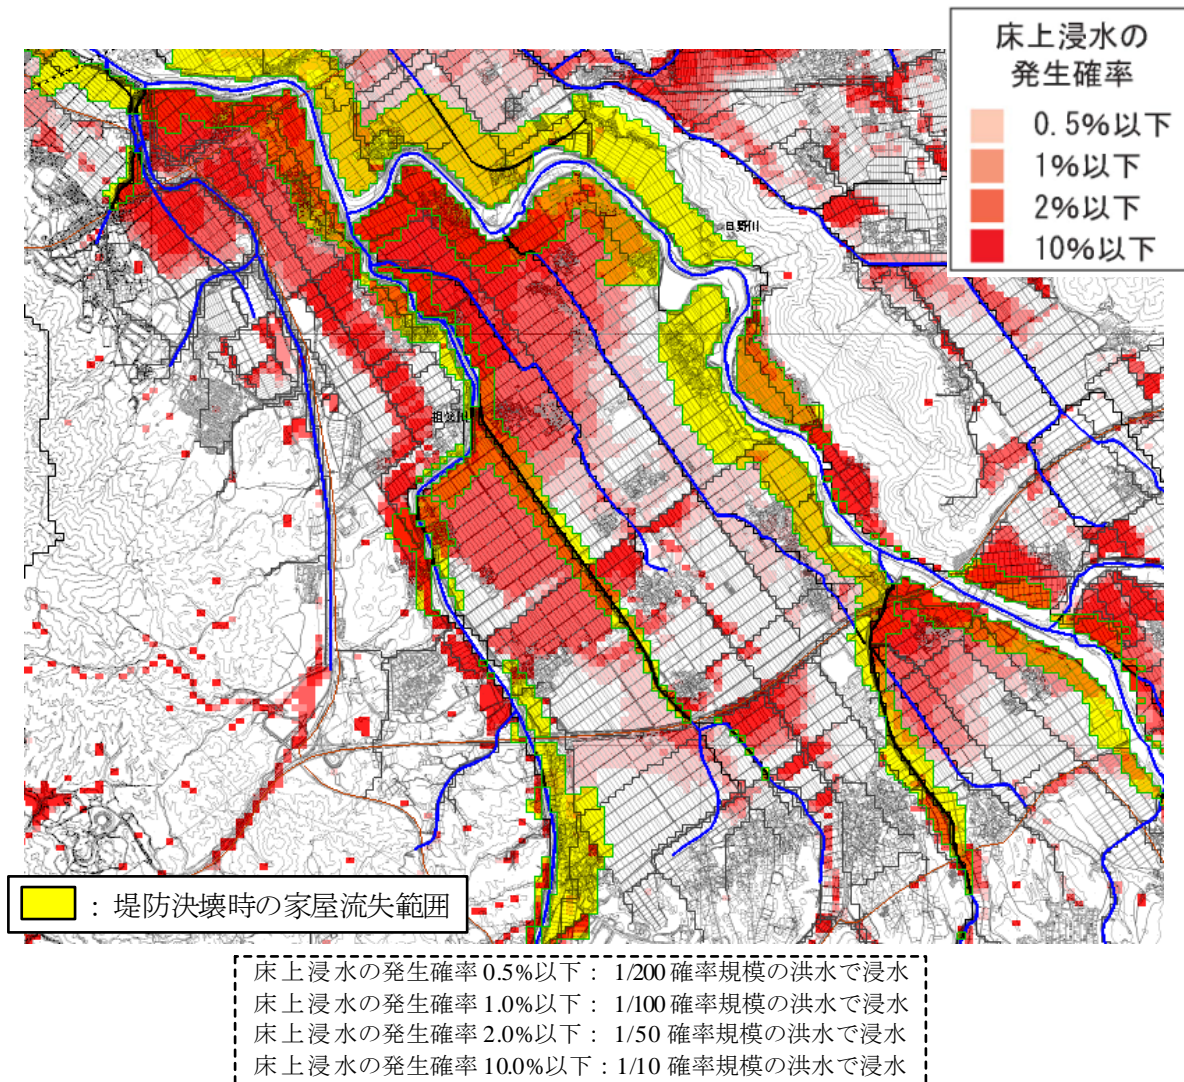 床上浸水の
発生確率
0.5%以下
1%以下
2%以下
10%以下
日野川
：堤防決壊時の家屋流失範囲
床上浸水の発生確率 0.5%以下： 1/200 確率規模の洪水で浸水
床上浸水の発生確率 1.0%以下： 1/100 確率規模の洪水で浸水
床上浸水の発生確率 2.0%以下： 1/50 確率規模の洪水で浸水
床上浸水の発生確率 10.0%以下：1/10 確率規模の洪水で浸水